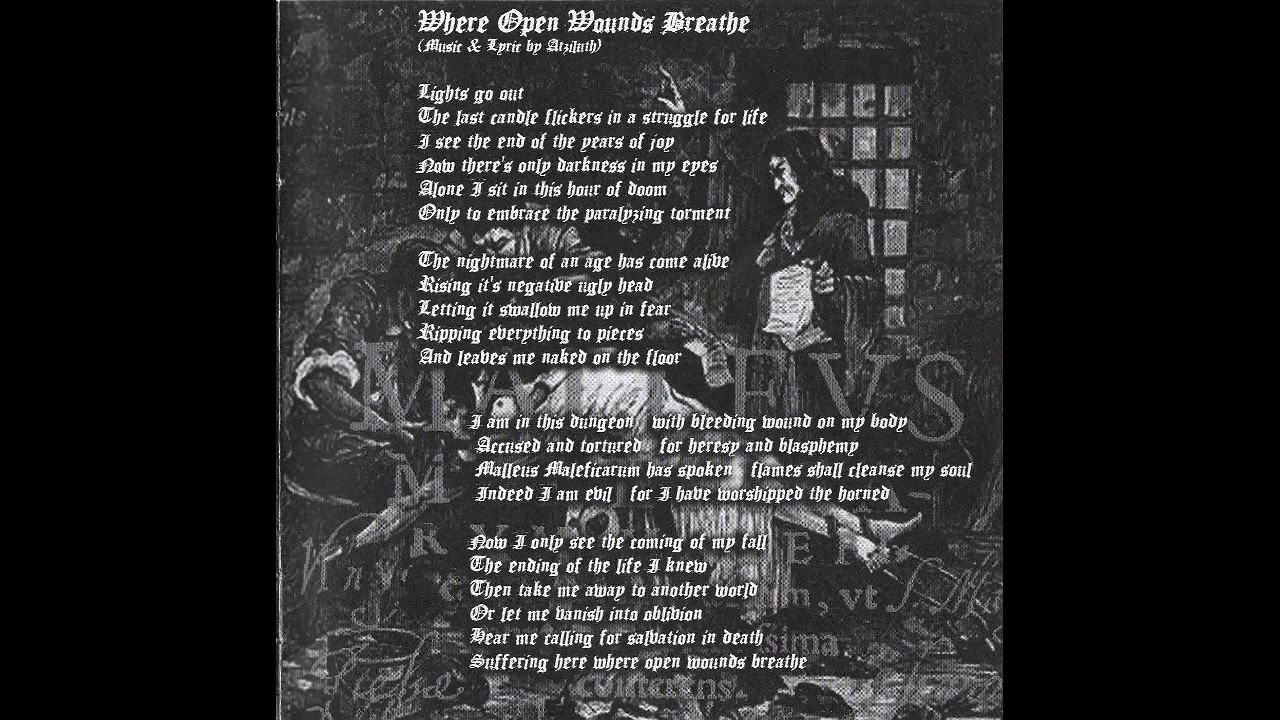 Where Open Wounds Breathe
(Music & Lyric by Atziluth)
Lights go out
The last candle flickers in a struggle for life
I see the end of the years of joy
Now there's only darkness in my eyes
Alone I sit in this hour of doom
Only to embrace the paralyzing torment
The nightmare of an age has come alive
Rising it's negative ugly head
Letting it swallow me up in fear
Ripping everything to pieces
And leaves me naked on the floor
I am in this dungeon with bleeding wound on my body
Accused and tortured for heresy and blasphemy
Malleus Maleficarum has spoken flames shall cleanse my soul
Indeed I am evil for I have worshipped the horned
Now I only see the coming of my fall
The ending of the life I knew
Then take me away to another world
Or let me vanish into oblivion
Hear me calling for salvation in death
Suffering here where open wounds breathe